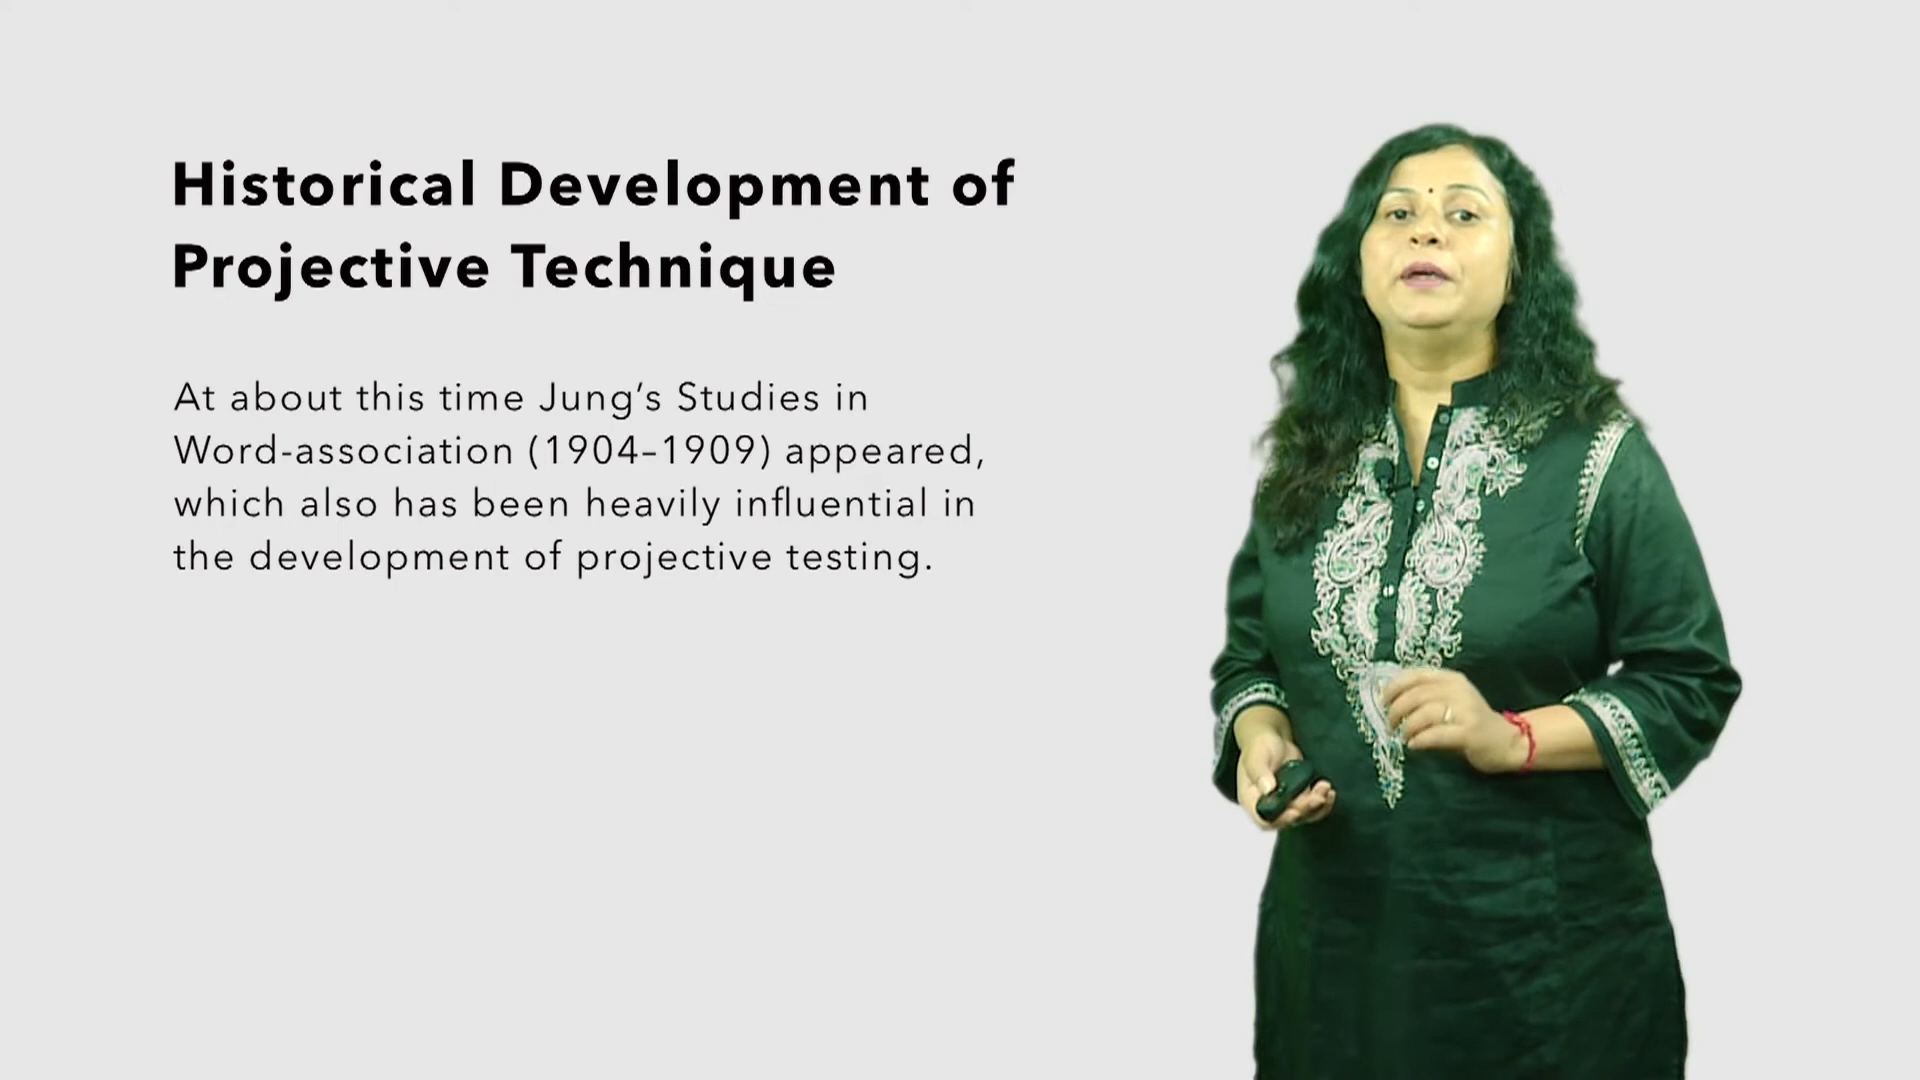 Historical Development of
Projective Technique
At about this time Jung’s Studies in
Word-association (1904–1909) appeared,
which also has been heavily influential in
the development of projective testing.